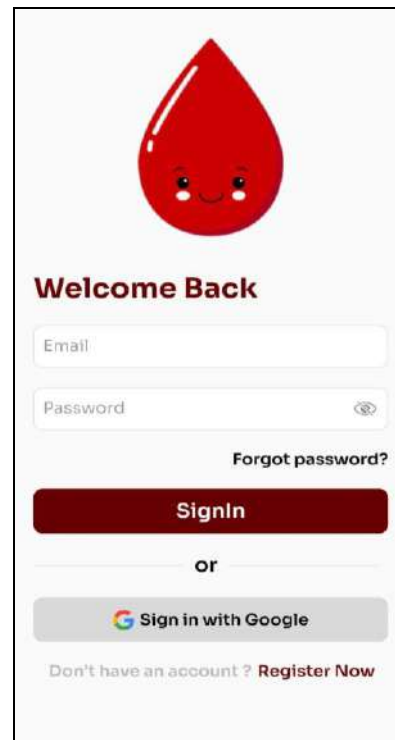 Welcome Back
Email
Password
Forgot password?
SignIn
or
Sign in with Google
Don't have an account ? Register Now